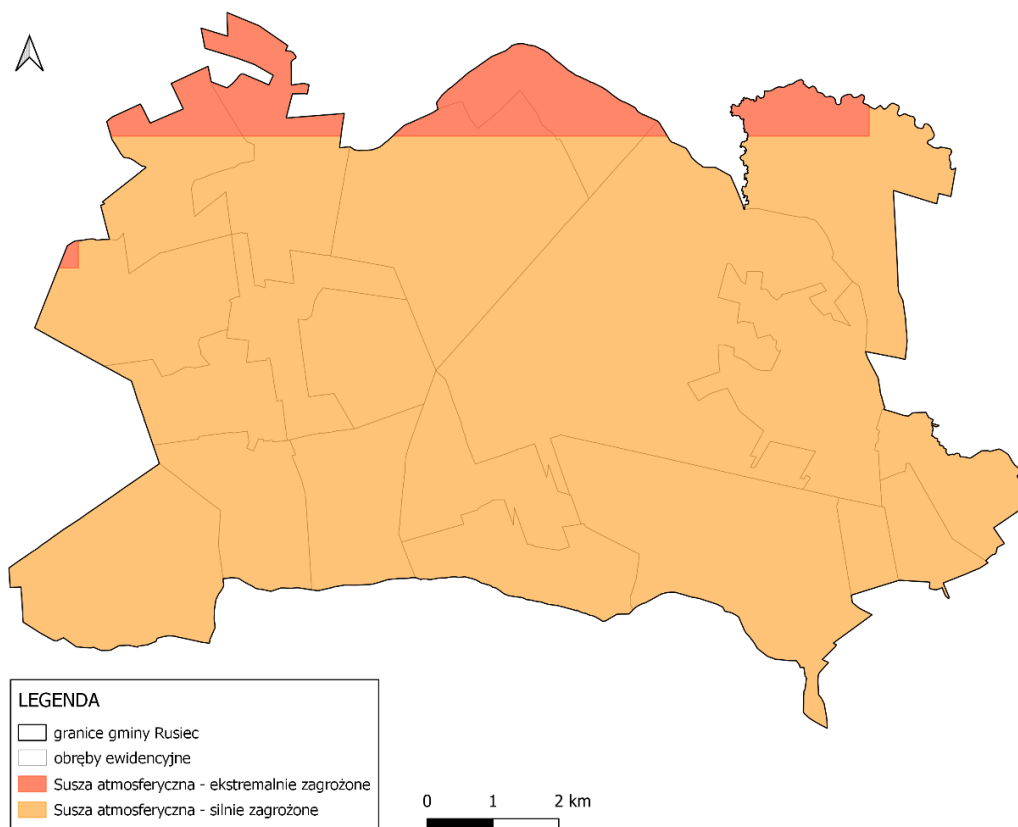 LEGENDA
granice gminy Rusiec
obręby ewidencyjne
Susza atmosferyczna - ekstremalnie zagrożone
Susza atmosferyczna - silnie zagrożone
0 1 2 km